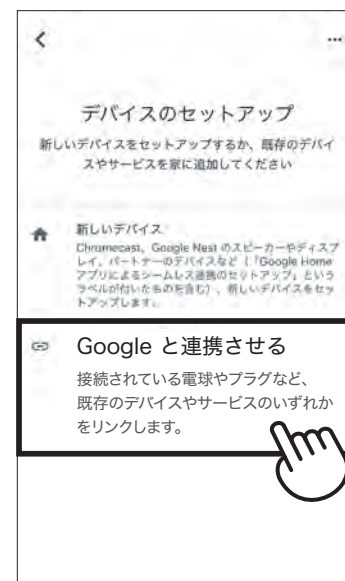 デバイスのセットアップ
新しいデバイスをセットアップするか、既存のデバイ
スやサービスを家に追加してください
新しいデバイス
Chromecast、Google Nest のスピーカーやディスプ
レイ、パートナーのデバイスなど（「Google Home
アプリによるシームレス連携のセットアップ」という
ラベルが付いたものを含む）、新しいデバイスをセッ
トアップします。
Google と連携させる
接続されている電球やプラグなど、
既存のデバイスやサービスのいずれか
をリンクします。